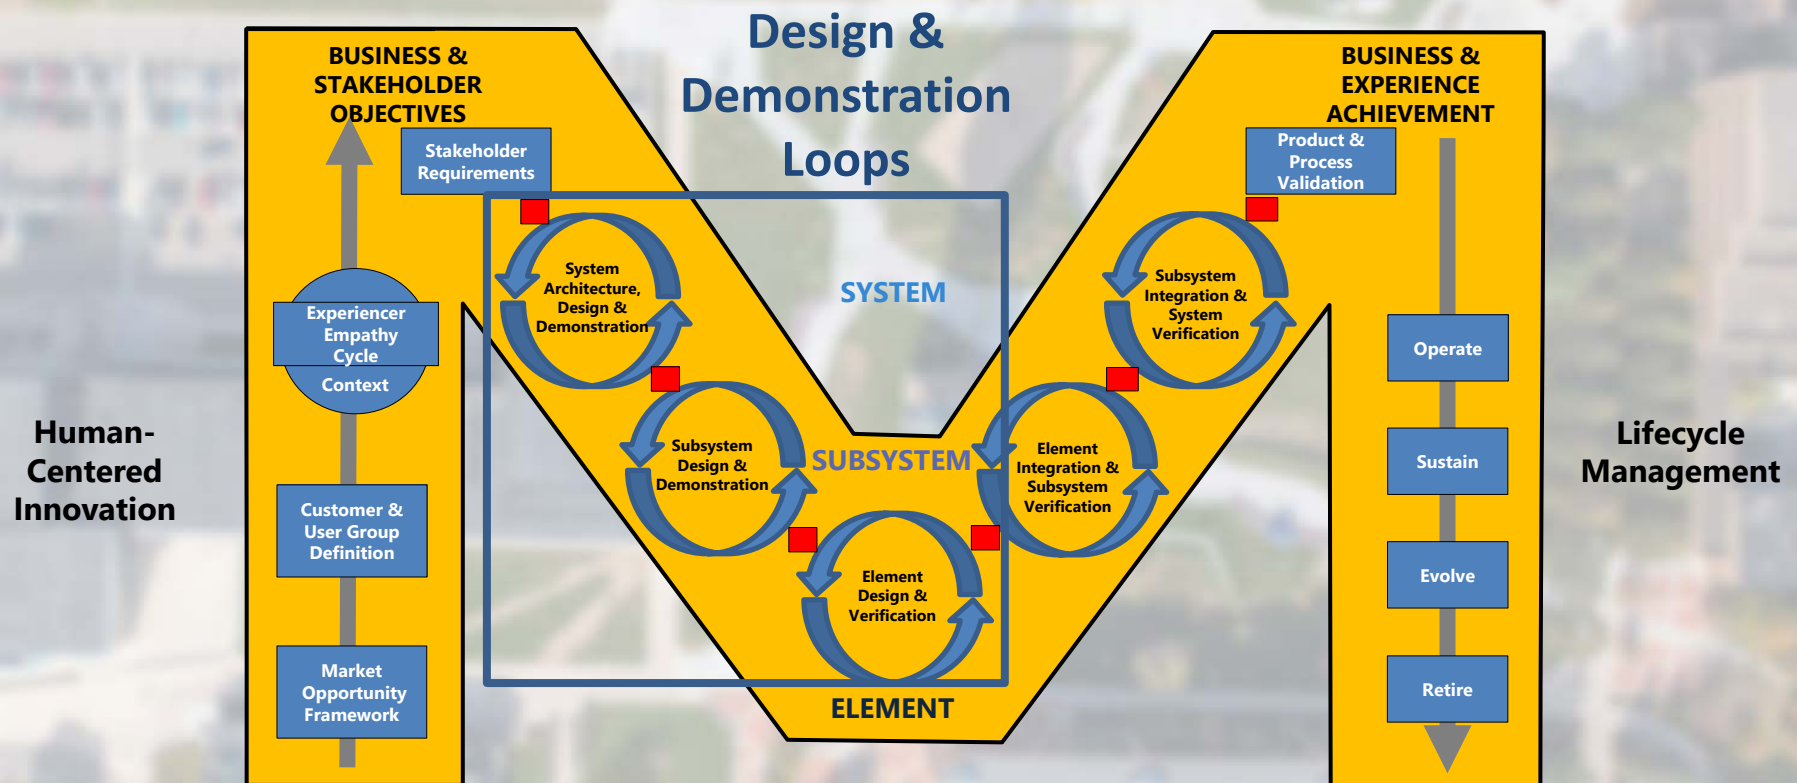 Design &
Demonstration
Loops
BUSINESS &
STAKEHOLDER
OBJECTIVES
Stakeholder
Requirements
Experiencer
Empathy
Cycle
Context
Customer &
User Group
Definition
Market
Opportunity
Framework
Human-
Centered
Innovation
System
Architecture,
Design &
Demonstration
Subsystem
Design &
Demonstration
Element
Design &
Verification
SYSTEM
SUBSYSTEM
ELEMENT
Element
Integration &
Subsystem
Verification
Subsystem
Integration &
System
Verification
BUSINESS &
EXPERIENCE
ACHIEVEMENT
Product &
Process
Validation
Operate
Sustain
Evolve
Retire
Lifecycle
Management